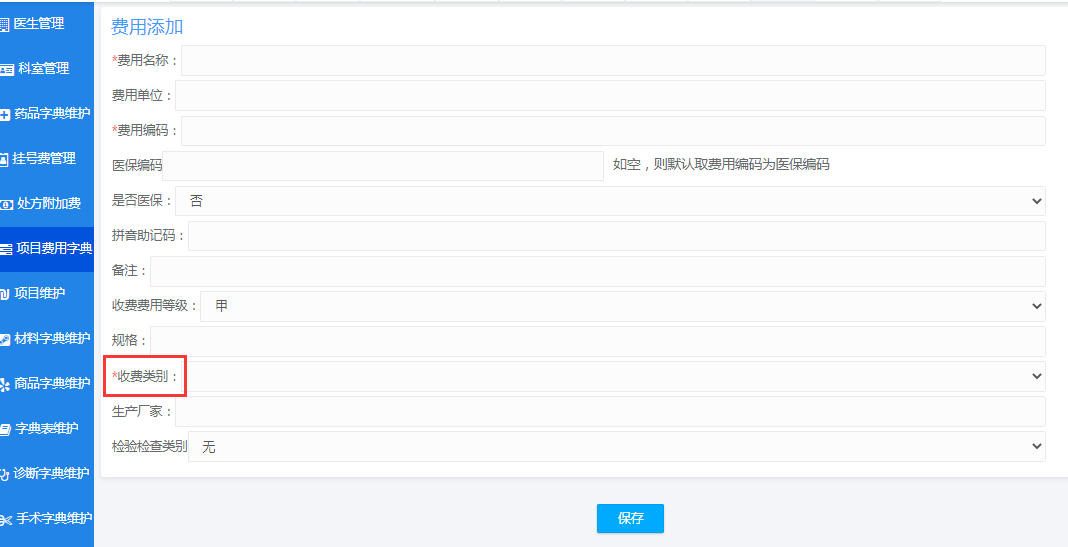 医生管理
科室管理
药品字典维护
挂号费管理
处方附加费
项目费用字典
项目维护
材料字典维护
商品字典维护
字典表维护
诊断字典维护
手术字典维护
费用添加
*费用名称：
费用单位：
*费用编码：
医保编码 如空，则默认取费用编码为医保编码
是否医保： 否
拼音助记码：
备注：
收费费用等级： 甲
规格：
*收费类别：
生产厂家：
检验检查类别 无
保存